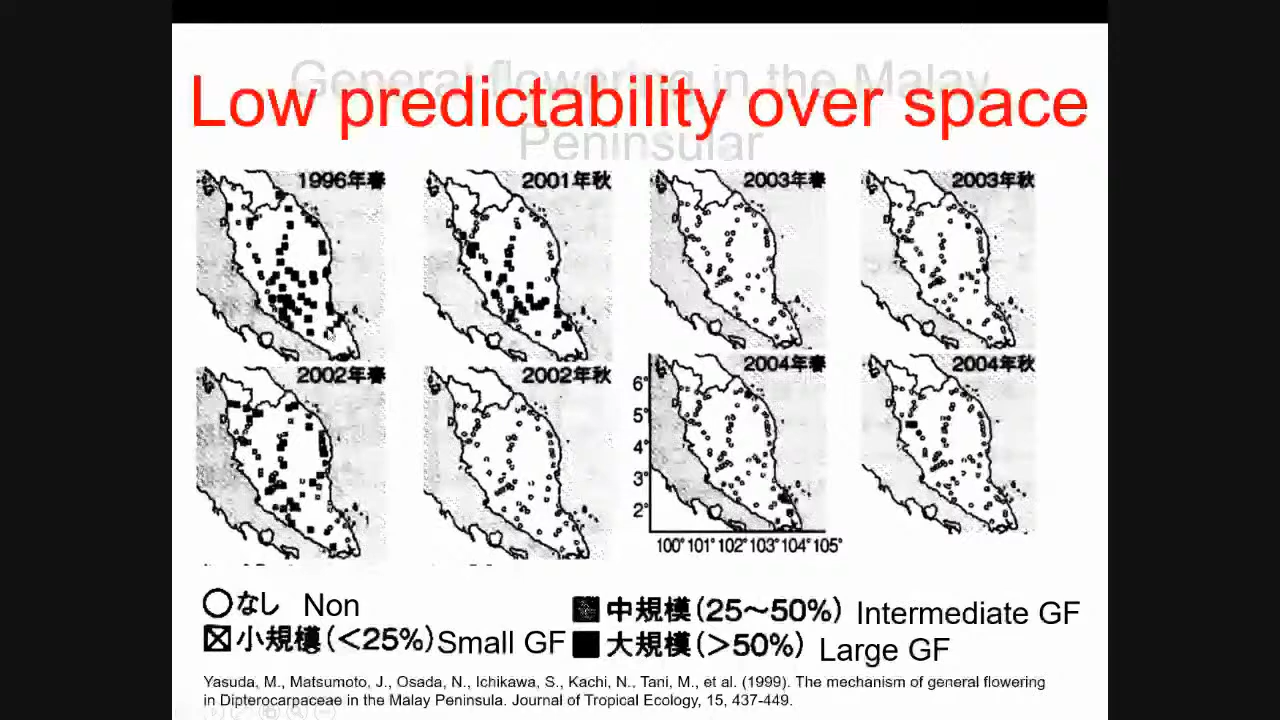 General flowering in the Malay
Low predictability over space
Peninsular
1996年春
2001年秋
2003年春
2003年秋
2002年春
2002年秋
2004年春
2004年秋
6°
5°
4°
3°
2°
100° 101° 102° 103° 104° 105°
○なし Non
小規模(<25%) Small GF
中規模(25～50%) Intermediate GF
大規模(>50%) Large GF
Yasuda, M., Matsumoto, J., Osada, N., Ichikawa, S., Kachi, N., Tani, M., et al. (1999). The mechanism of general flowering
in Dipterocarpaceae in the Malay Peninsula. Journal of Tropical Ecology, 15, 437-449.